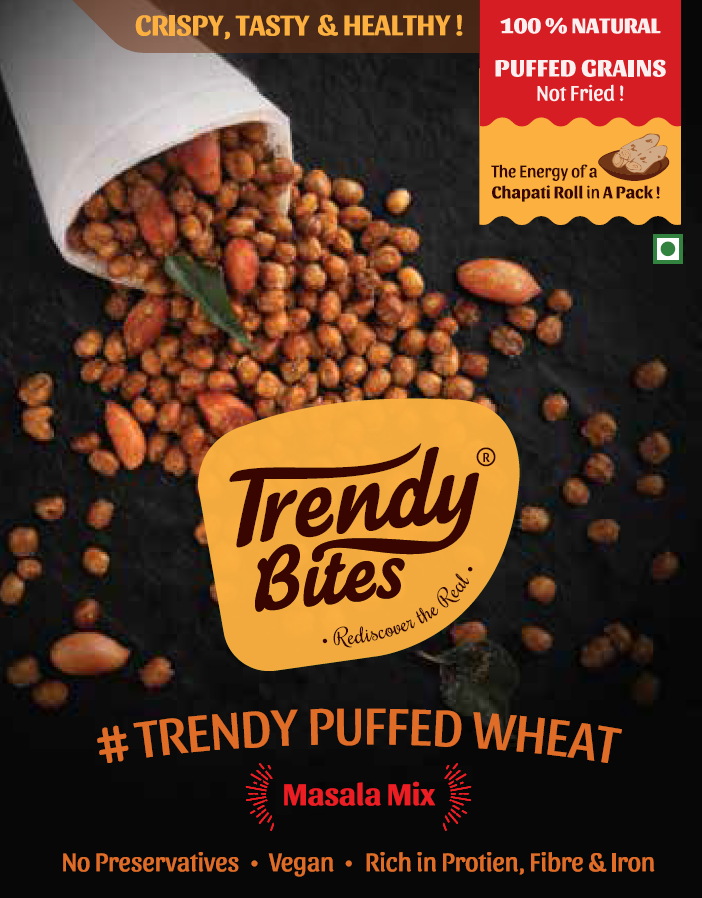 CRISPY, TASTY & HEALTHY !
100 % NATURAL
PUFFED GRAINS
Not Fried !
The Energy of a
Chapati Roll in A Pack !
Trendy ®
Bites
• Rediscover the Real •
# TRENDY PUFFED WHEAT
Masala Mix
No Preservatives • Vegan • Rich in Protien, Fibre & Iron